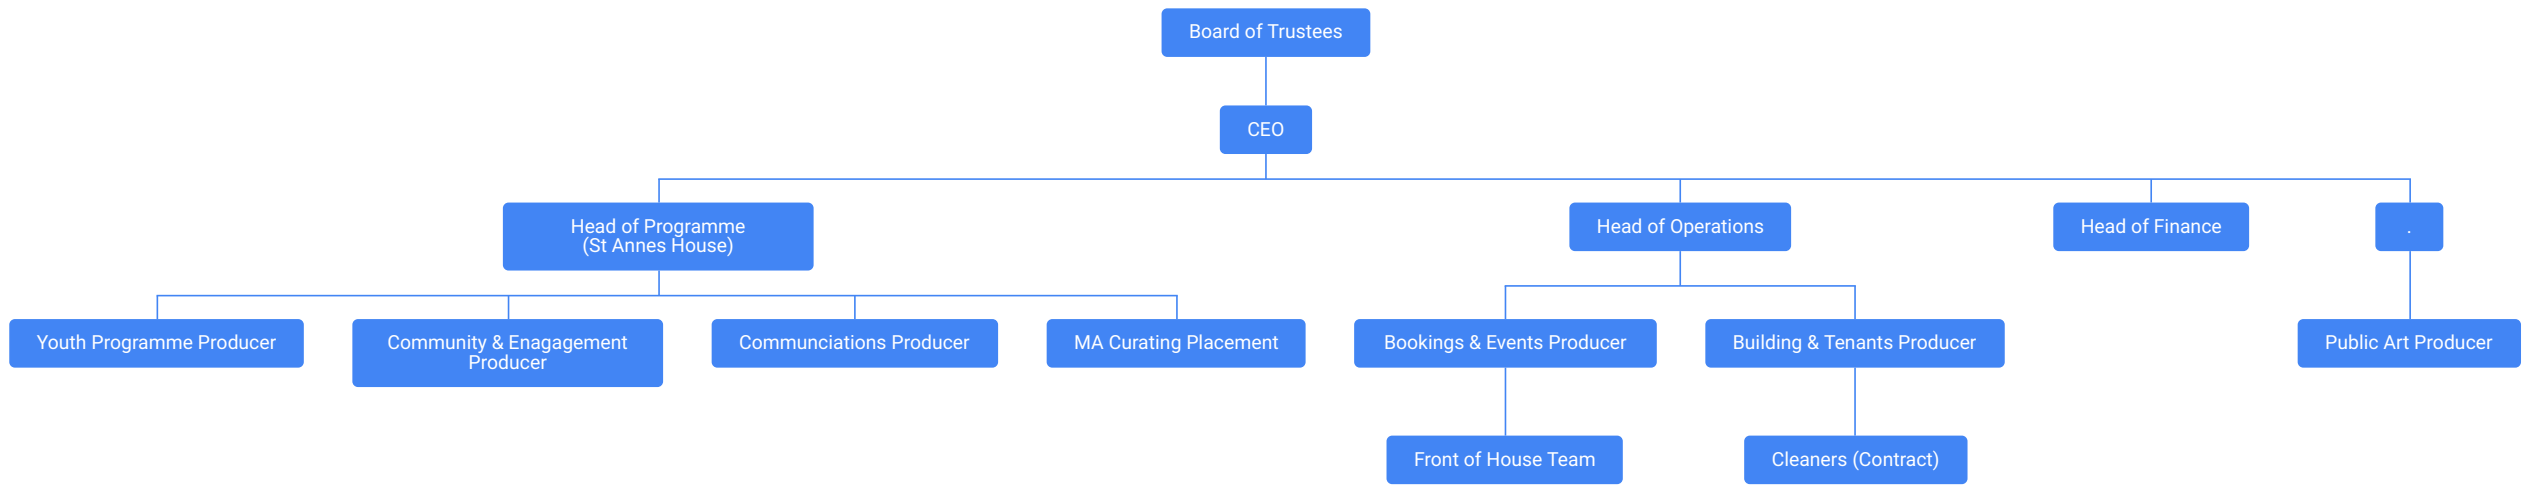 Board of Trustees
CEO
Head of Programme
(St Annes House)
Head of Operations
Head of Finance
.
Youth Programme Producer
Community & Enagagement
Producer
Communciations Producer
MA Curating Placement
Bookings & Events Producer
Building & Tenants Producer
Public Art Producer
Front of House Team
Cleaners (Contract)